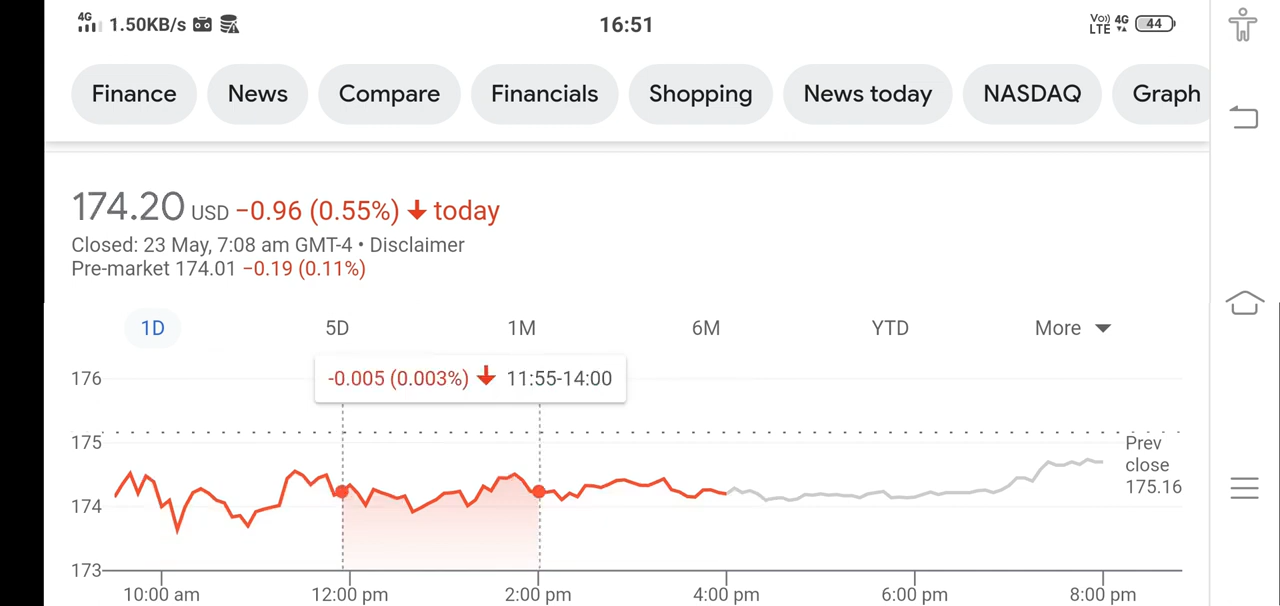 4G 1.50KB/s 16:51 Vo) LTE 4G 44
Finance News Compare Financials Shopping News today NASDAQ Graph
174.20 USD −0.96 (0.55%) ↓ today
Closed: 23 May, 7:08 am GMT-4 • Disclaimer
Pre-market 174.01 −0.19 (0.11%)
1D 5D 1M 6M YTD More
-0.005 (0.003%) ↓ 11:55-14:00
176
175
174
173
Prev
close
175.16
10:00 am 12:00 pm 2:00 pm 4:00 pm 6:00 pm 8:00 pm